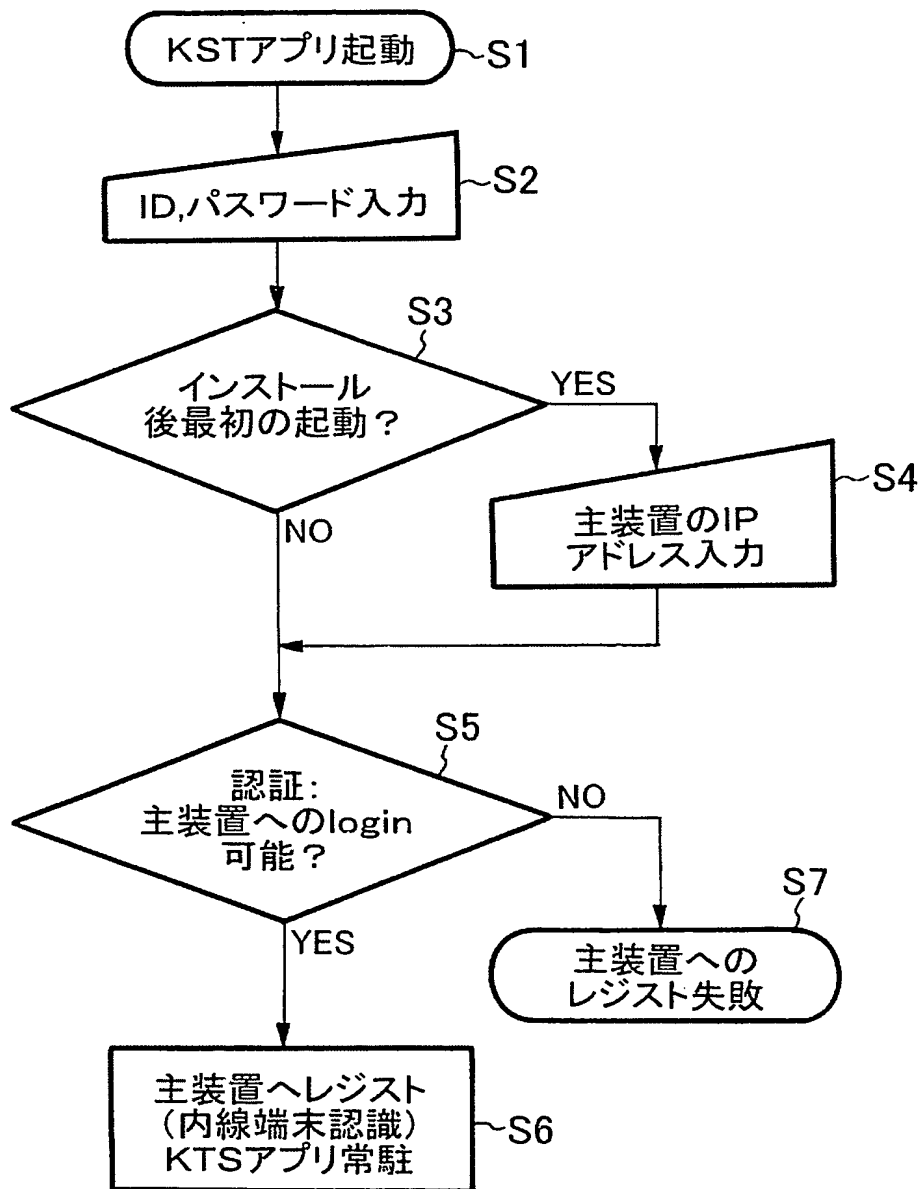 KSTアプリ起動
S1
ID,パスワード入力
S2
S3
インストール
後最初の起動？
YES
NO
S4
主装置のIP
アドレス入力
S5
認証：
主装置へのlogin
可能？
NO
YES
S7
主装置への
レジスト失敗
主装置へレジスト
(内線端末認識)
KTSアプリ常駐
S6